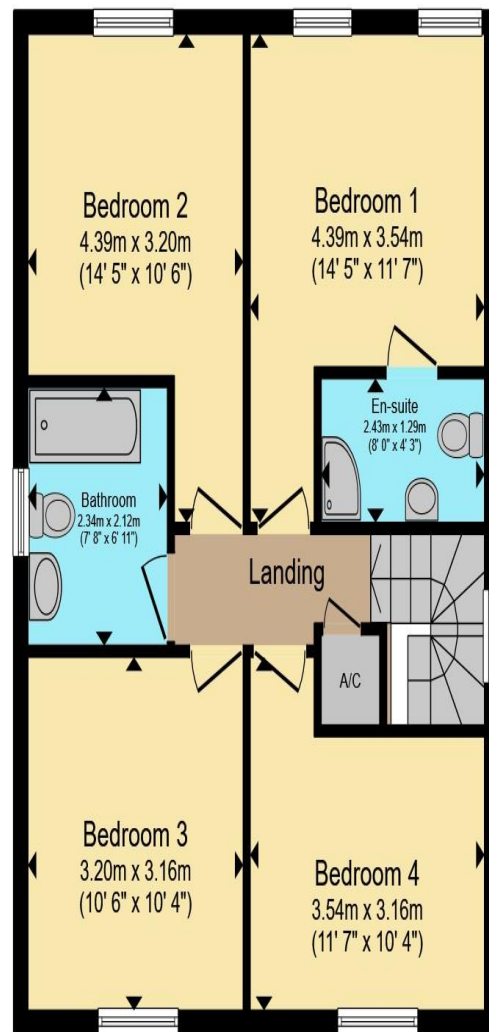 Bedroom 2
4.39m x 3.20m
(14' 5" x 10' 6")
Bedroom 1
4.39m x 3.54m
(14' 5" x 11' 7")
En-suite
2.43m x 1.29m
(8' 0" x 4' 3")
Bathroom
2.34m x 2.12m
(7' 8" x 6' 11")
Landing
A/C
Bedroom 3
3.20m x 3.16m
(10' 6" x 10' 4")
Bedroom 4
3.54m x 3.16m
(11' 7" x 10' 4")